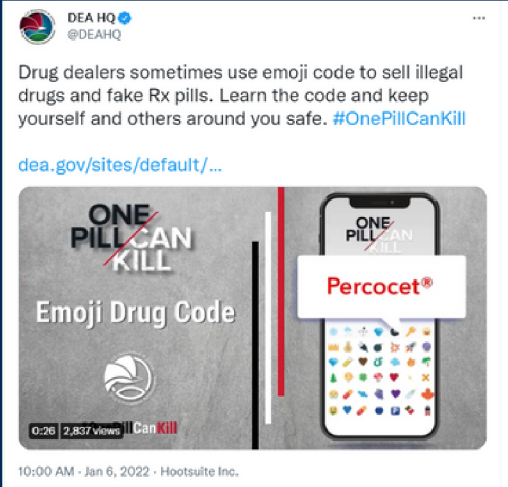 DEA HQ
@DEAHQ
Drug dealers sometimes use emoji code to sell illegal
drugs and fake Rx pills. Learn the code and keep
yourself and others around you safe. #OnePillCanKill
dea.gov/sites/default/...
ONE
PILL CAN
KILL
Emoji Drug Code
0:26 2,837 views
CanKill
ONE
PILL CAN
KILL
Percocet®
10:00 AM · Jan 6, 2022 · Hootsuite Inc.